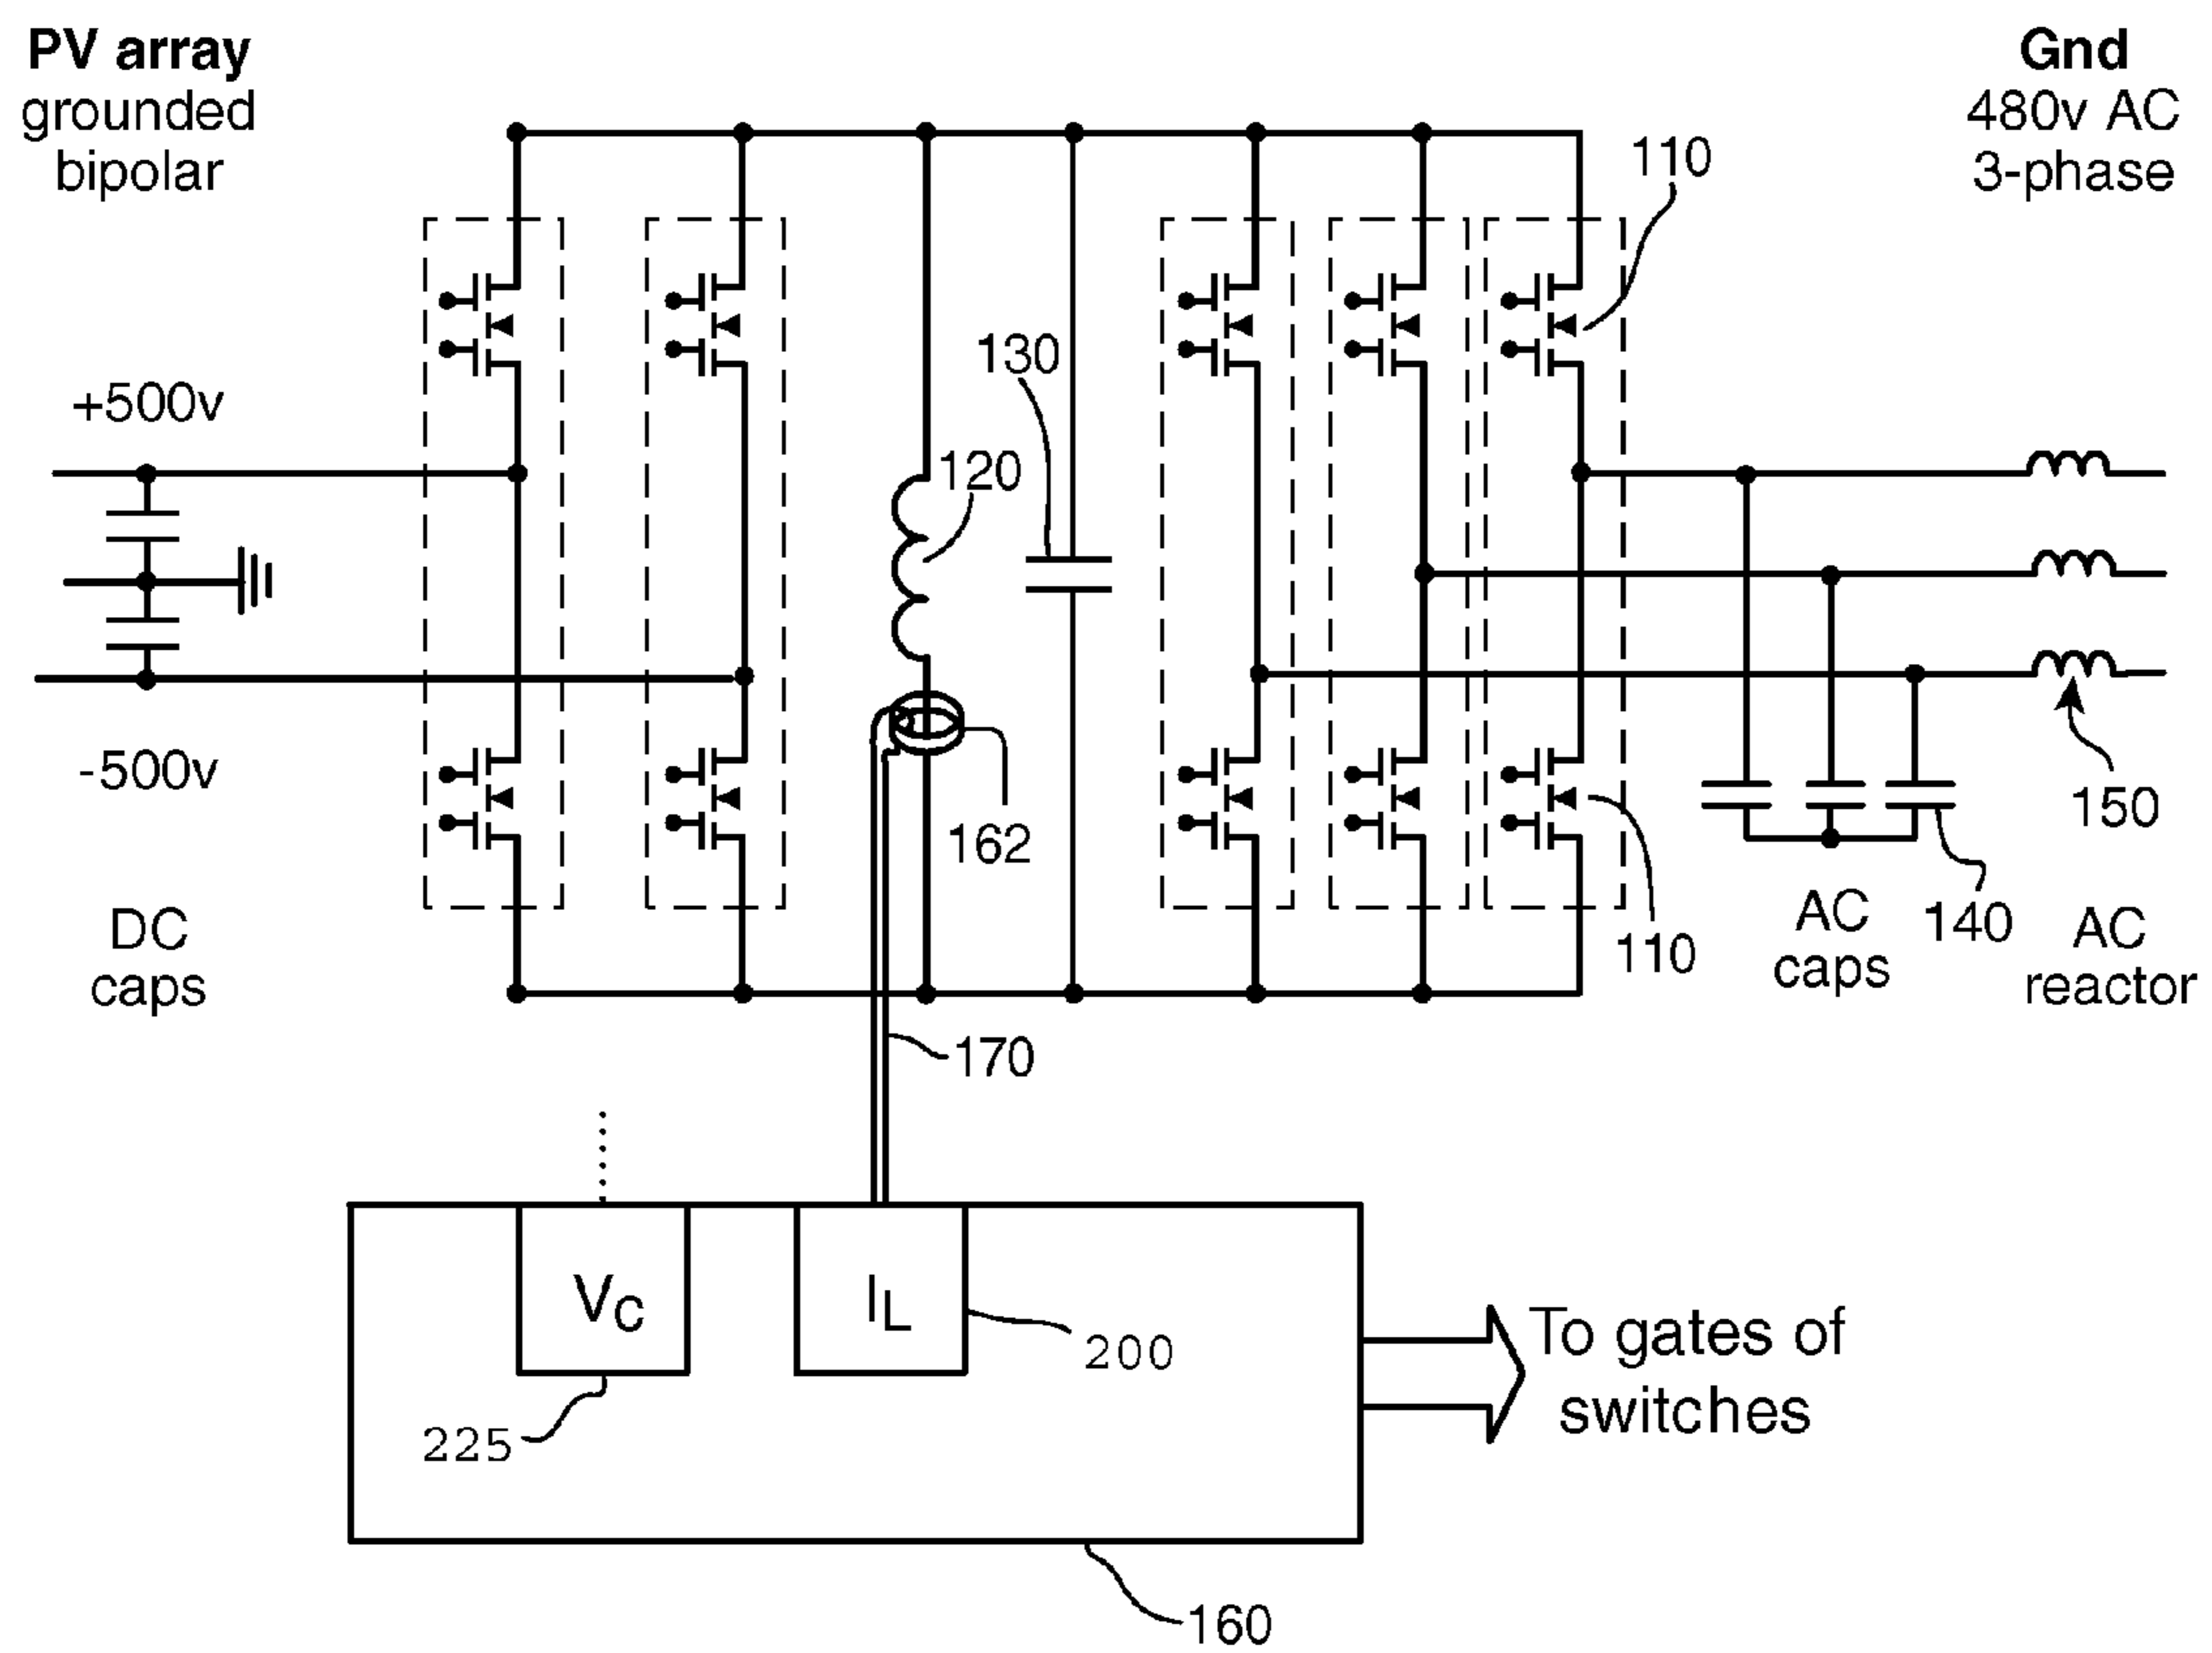 PV array
grounded
bipolar
Gnd
480v AC
3-phase
110
130
+500v
120
-500v
162
150
DC
caps
110
AC
caps
140
AC
reactor
170
VC
IL
200
225
To gates of
switches
160